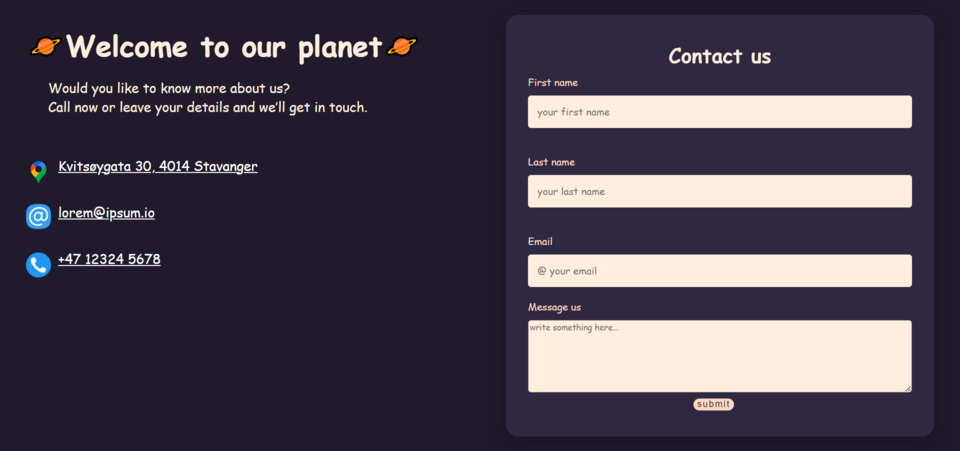 Welcome to our planet
Would you like to know more about us?
Call now or leave your details and we'll get in touch.
Kvitsøygata 30, 4014 Stavanger
lorem@ipsum.io
+47 12324 5678
Contact us
First name
your first name
Last name
your last name
Email
@ your email
Message us
write something here...
submit